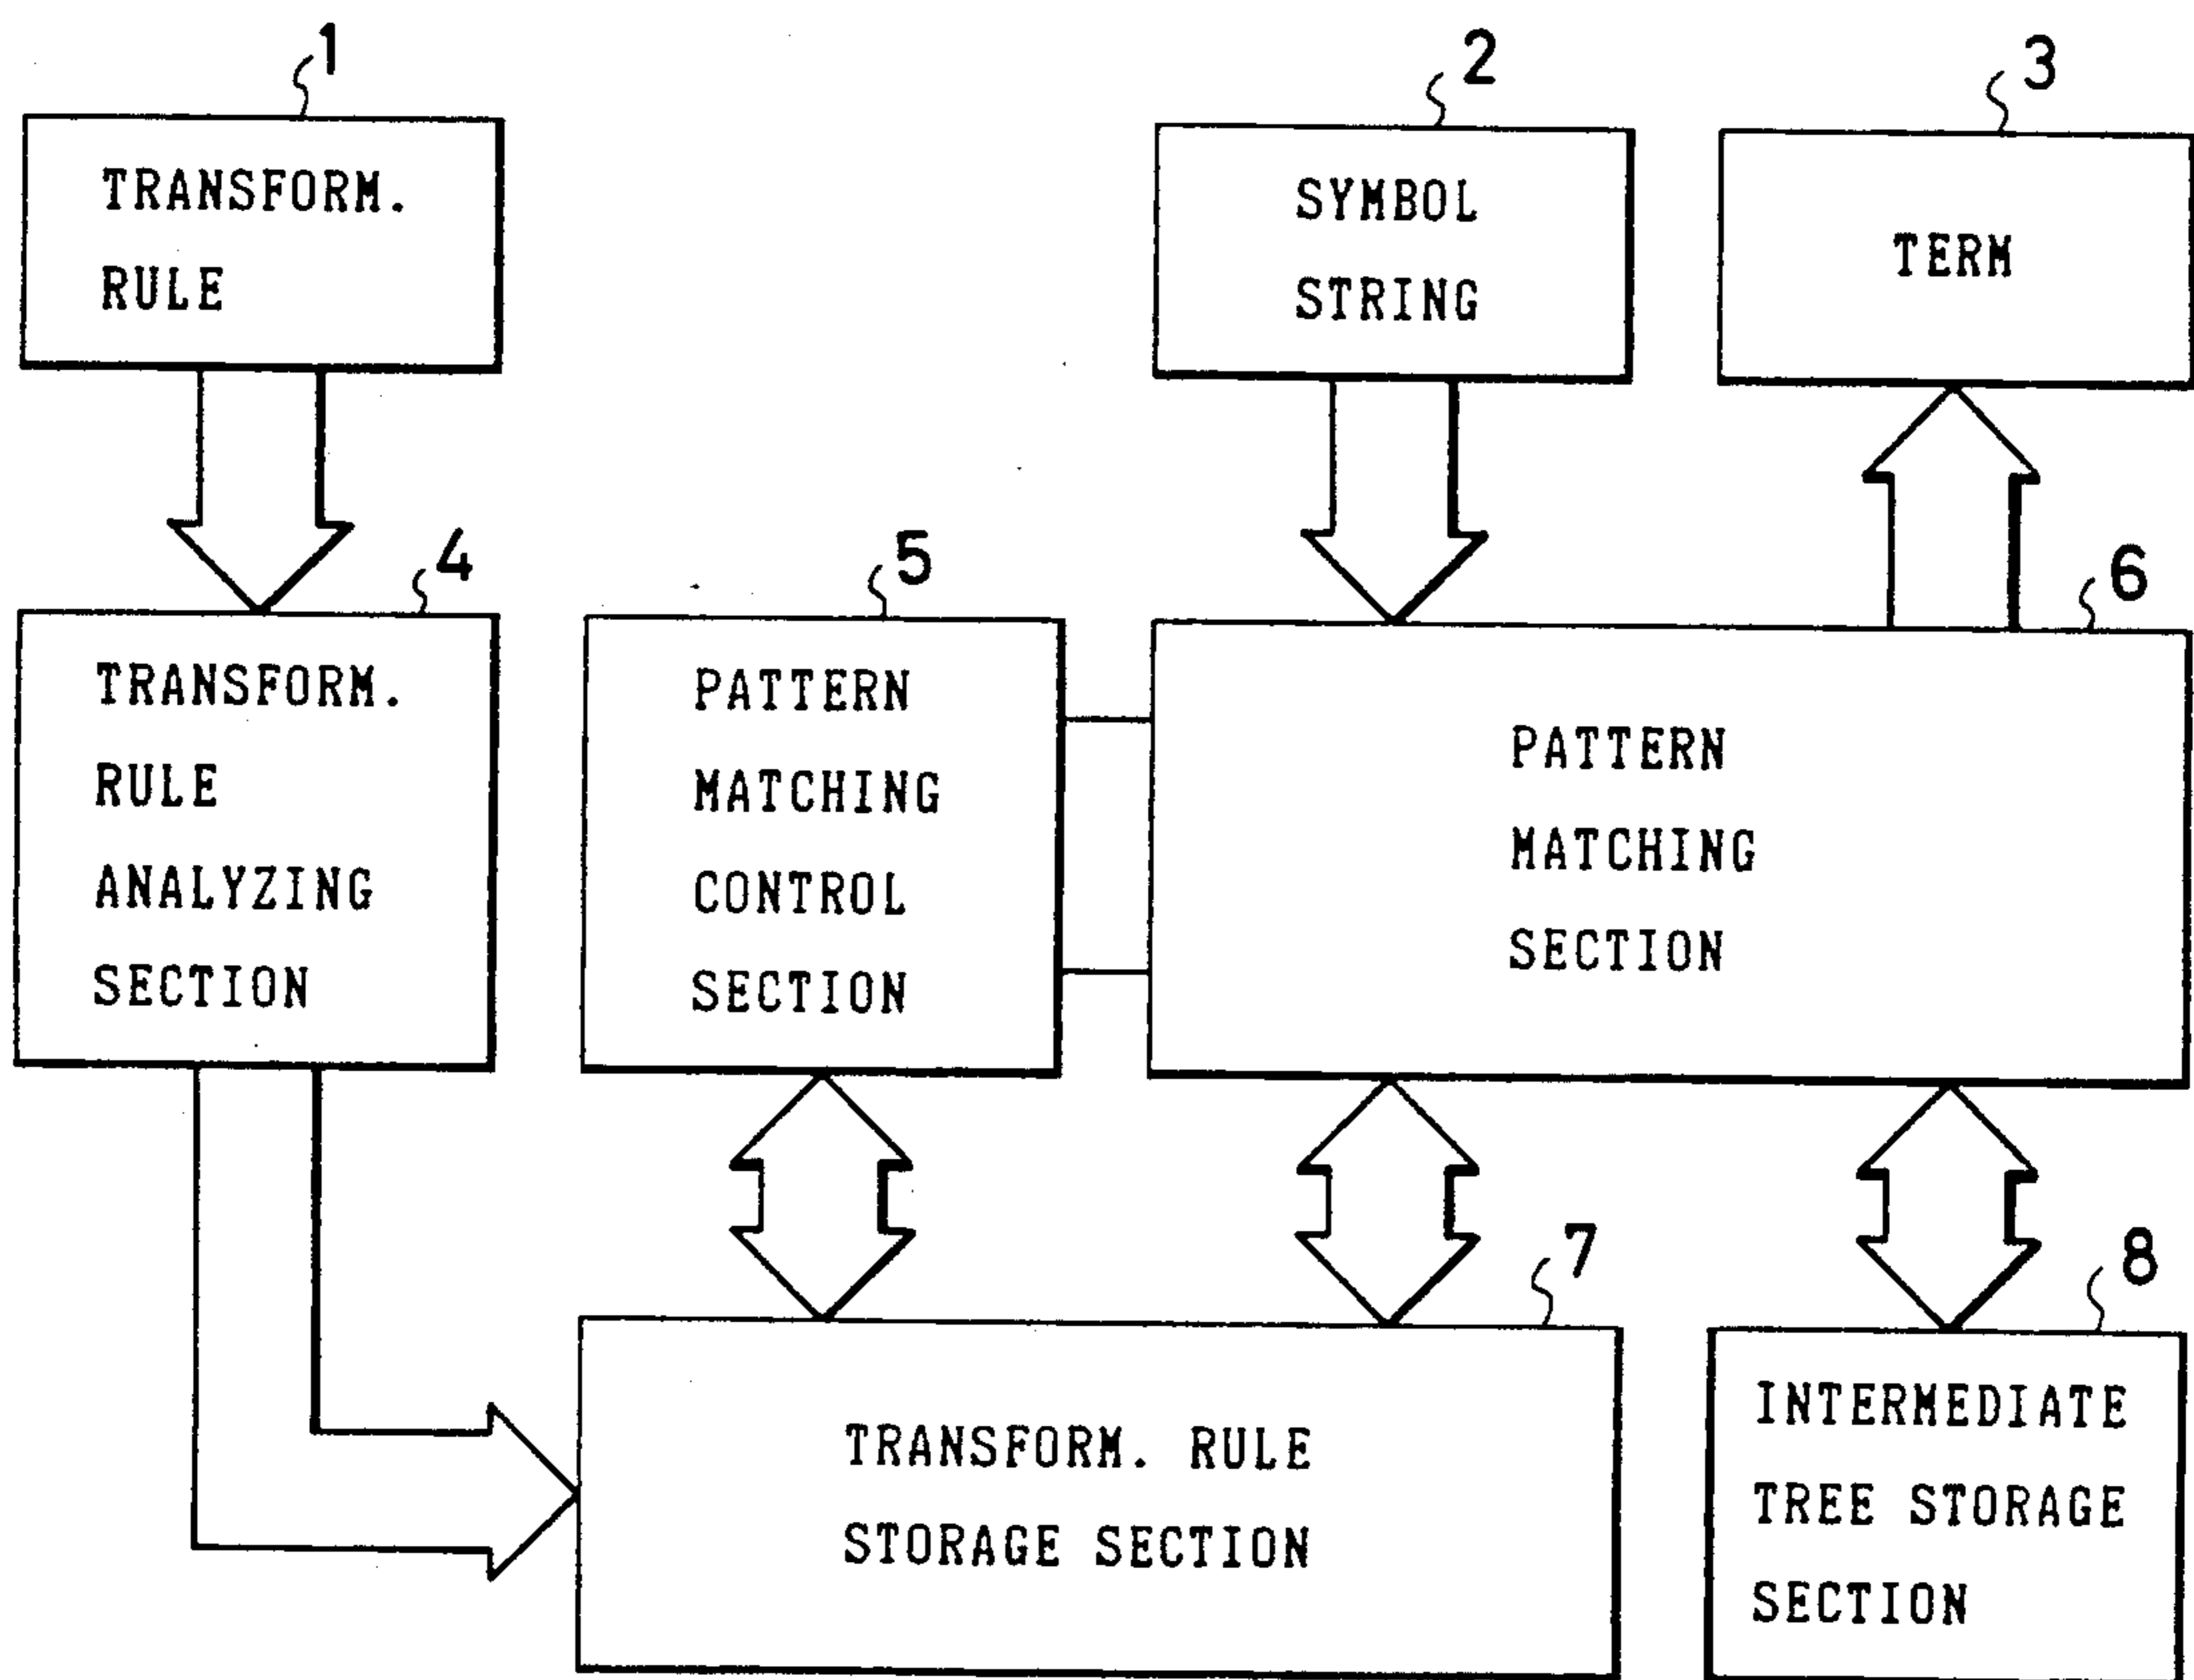 1
TRANSFORM.
RULE
2
SYMBOL
STRING
3
TERM
4
TRANSFORM.
RULE
ANALYZING
SECTION
5
PATTERN
MATCHING
CONTROL
SECTION
6
PATTERN
MATCHING
SECTION
7
TRANSFORM. RULE
STORAGE SECTION
8
INTERMEDIATE
TREE STORAGE
SECTION